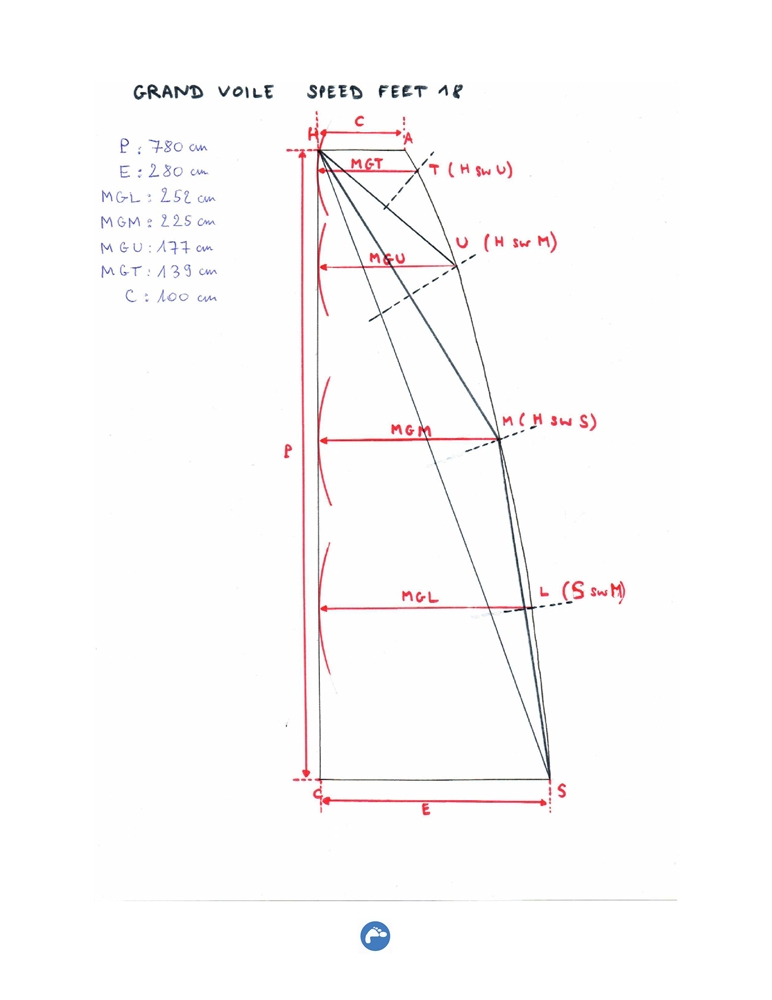 GRAND VOILE SPEED FEET 18
P : 780 cm
E : 280 cm
MGL : 252 cm
MGM : 225 cm
MGU : 177 cm
MGT : 139 cm
C : 100 cm
C
H
A
MGT
T (H sw U)
U (H sw M)
MGU
M (H sw S)
MGM
P
L (S sw M)
MGL
C
S
E